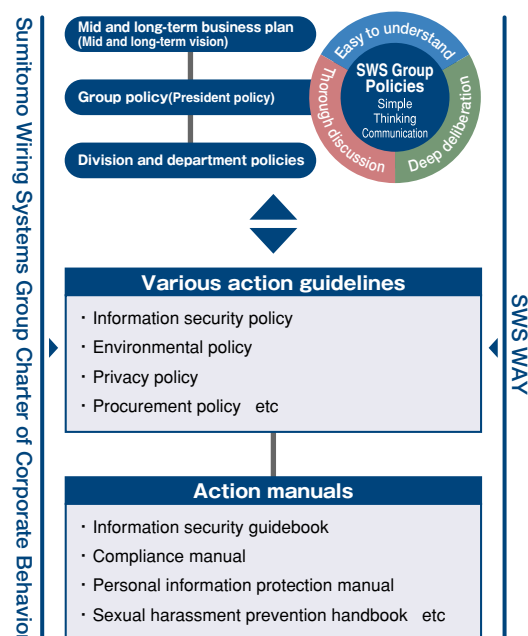 Sumitomo Wiring Systems Group Charter of Corporate Behavior
Mid and long-term business plan
(Mid and long-term vision)
Group policy(President policy)
Division and department policies
Easy to understand
Thorough discussion
Deep deliberation
SWS Group
Policies
Simple
Thinking
Communication
Various action guidelines
・Information security policy
・Environmental policy
・Privacy policy
・Procurement policy etc
Action manuals
・Information security guidebook
・Compliance manual
・Personal information protection manual
・Sexual harassment prevention handbook etc
SWS WAY